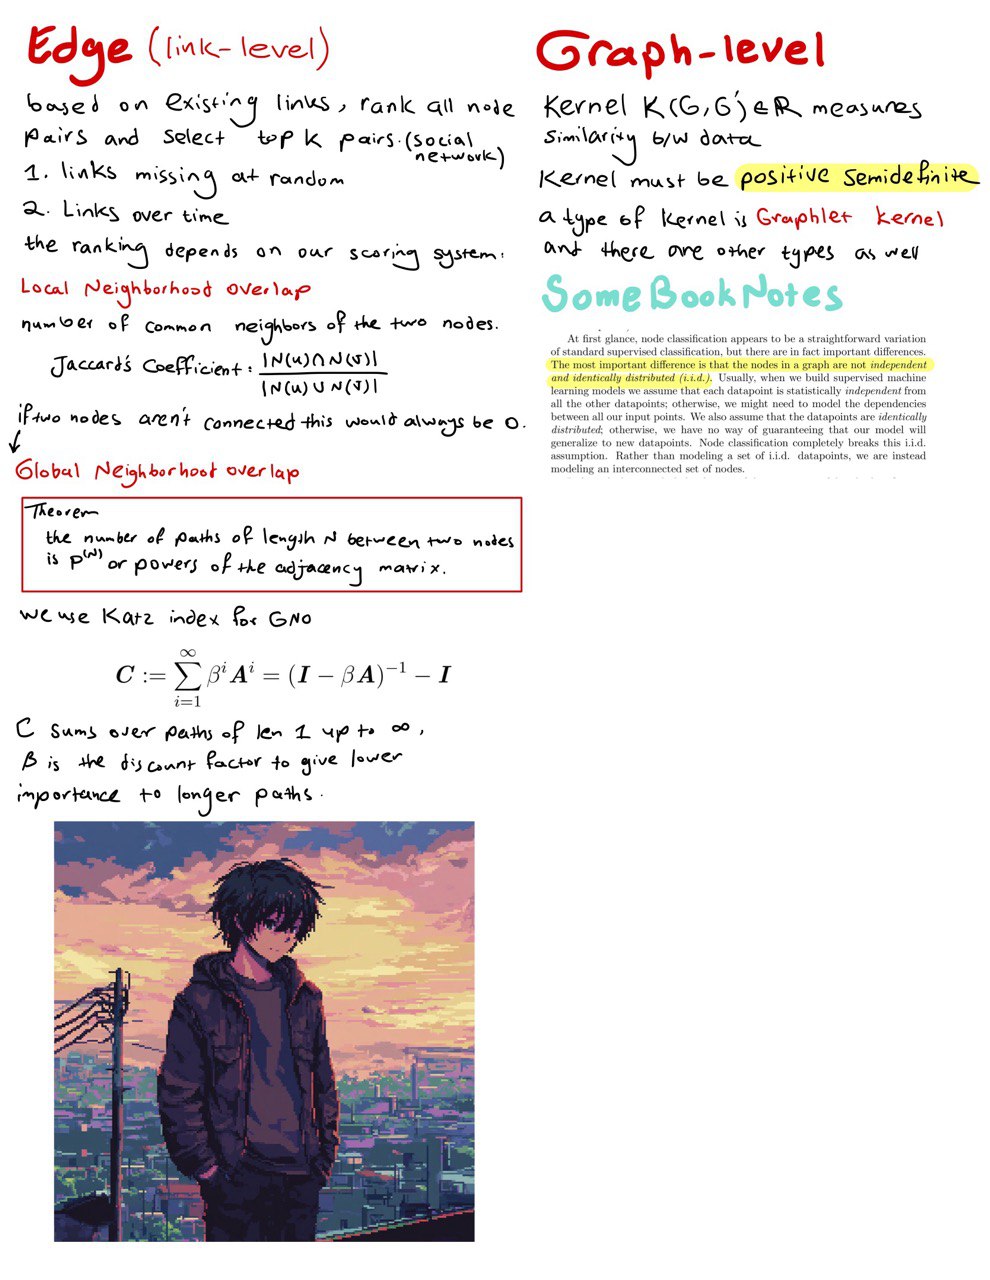 Edge (link-level)
based on existing links, rank all node
pairs and select top K pairs. (social
network)
1. links missing at random
2. Links over time
the ranking depends on our scoring system:
Local Neighborhood overlap
number of common neighbors of the two nodes.
Jaccard's Coefficient: |N(u)∩N(v)|
|N(u)∪N(v)|
if two nodes aren't connected this would always be 0.
↓
Global Neighborhood overlap
Theorem
the number of paths of length N between two nodes
is P^(N) or powers of the adjacency matrix.
we use Katz index for GNO
C := ∑_{i=1}^{∞} β^i A^i = (I − βA)^{−1} − I
C sums over paths of len 1 up to ∞,
β is the discount factor to give lower
importance to longer paths.
Graph-level
Kernel K(G,G') ∈ ℝ measures
similarity b/w data
Kernel must be positive semidefinite
a type of kernel is Graphlet kernel
and there are other types as well
Some Book Notes
At first glance, node classification appears to be a straightforward variation
of standard supervised classification, but there are in fact important differences.
The most important difference is that the nodes in a graph are not independent
and identically distributed (i.i.d.). Usually, when we build supervised machine
learning models we assume that each datapoint is statistically independent from
all the other datapoints; otherwise, we might need to model the dependencies
between all our input points. We also assume that the datapoints are identically
distributed; otherwise, we have no way of guaranteeing that our model will
generalize to new datapoints. Node classification completely breaks this i.i.d.
assumption. Rather than modeling a set of i.i.d. datapoints, we are instead
modeling an interconnected set of nodes.